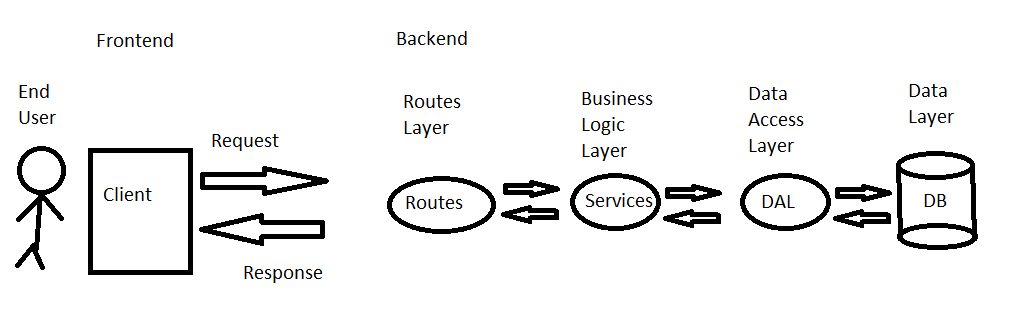 Frontend
Backend
End
User
Routes
Layer
Business
Logic
Layer
Data
Access
Layer
Data
Layer
Request
Client
Routes
Services
DAL
DB
Response